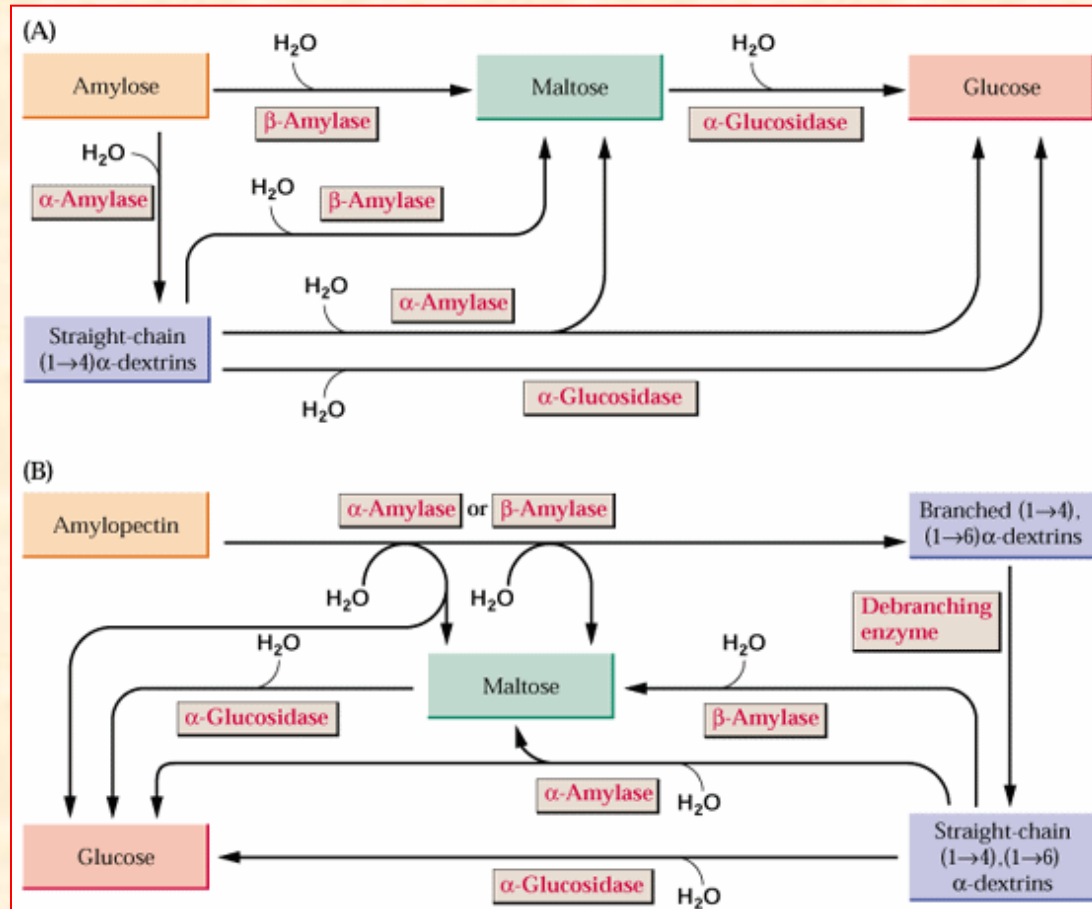 (A)
H₂O
H₂O
Amylose
Maltose
Glucose
β-Amylase
α-Glucosidase
H₂O
α-Amylase
H₂O
β-Amylase
H₂O
α-Amylase
Straight-chain
(1→4)α-dextrins
H₂O
α-Glucosidase
(B)
α-Amylase or β-Amylase
Amylopectin
Branched (1→4),
(1→6)α-dextrins
H₂O
H₂O
Debranching
enzyme
H₂O
H₂O
Maltose
α-Glucosidase
β-Amylase
α-Amylase
H₂O
Glucose
Straight-chain
(1→4),(1→6)
α-dextrins
α-Glucosidase
H₂O